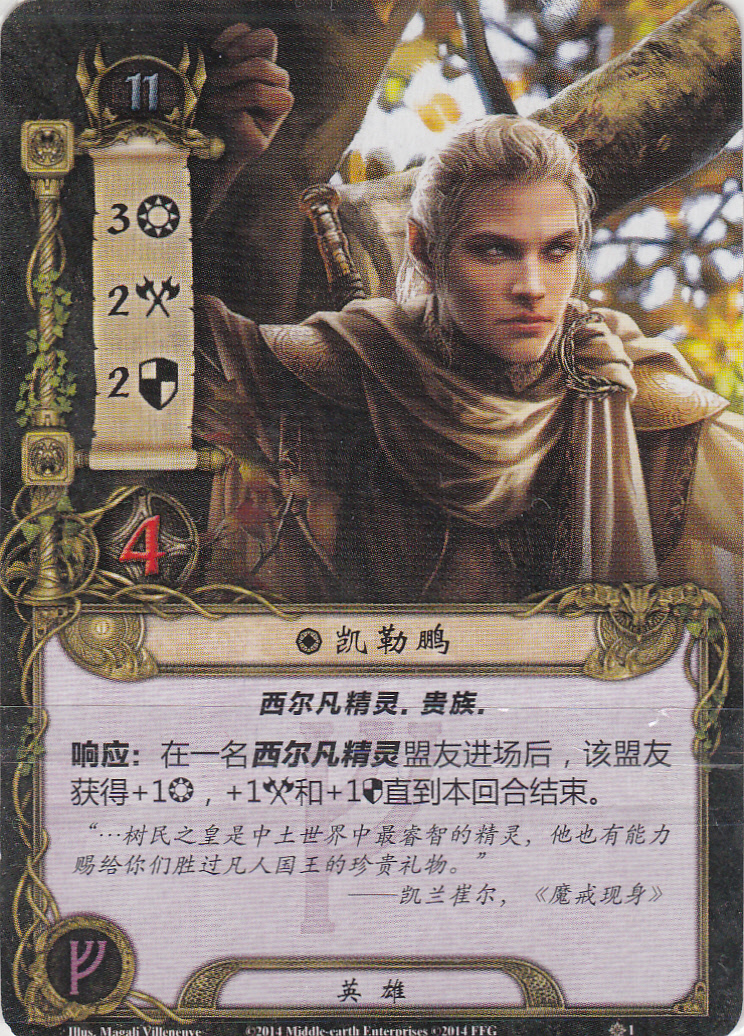 11
3
2
2
4
凯勒鹏
西尔凡精灵. 贵族.
响应：在一名西尔凡精灵盟友进场后，该盟友
获得+1，+1和+1直到本回合结束。
“…树民之皇是中土世界中最睿智的精灵，他也有能力
赐给你们胜过凡人国王的珍贵礼物。”
——凯兰崔尔，《魔戒现身》
英雄
Illus. Magali Villeneuve ©2014 Middle-earth Enterprises ©2014 FFG 1